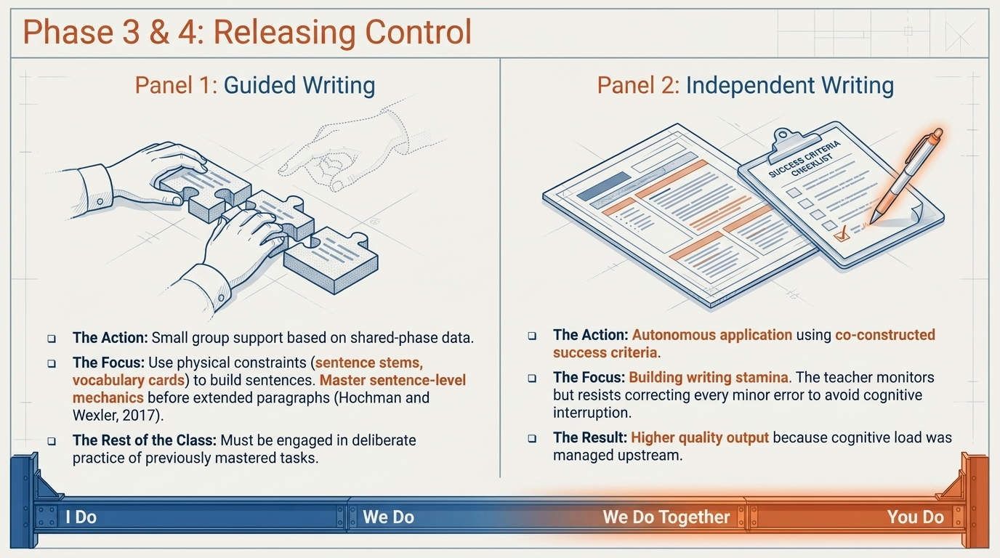 Phase 3 & 4: Releasing Control
Panel 1: Guided Writing
The Action: Small group support based on shared-phase data.
The Focus: Use physical constraints (sentence stems,
vocabulary cards) to build sentences. Master sentence-level
mechanics before extended paragraphs (Hochman and
Wexler, 2017).
The Rest of the Class: Must be engaged in deliberate
practice of previously mastered tasks.
Panel 2: Independent Writing
SUCCESS CRITERIA
CHECKLIST
The Action: Autonomous application using co-constructed
success criteria.
The Focus: Building writing stamina. The teacher monitors
but resists correcting every minor error to avoid cognitive
interruption.
The Result: Higher quality output because cognitive load was
managed upstream.
I Do
We Do
We Do Together
You Do